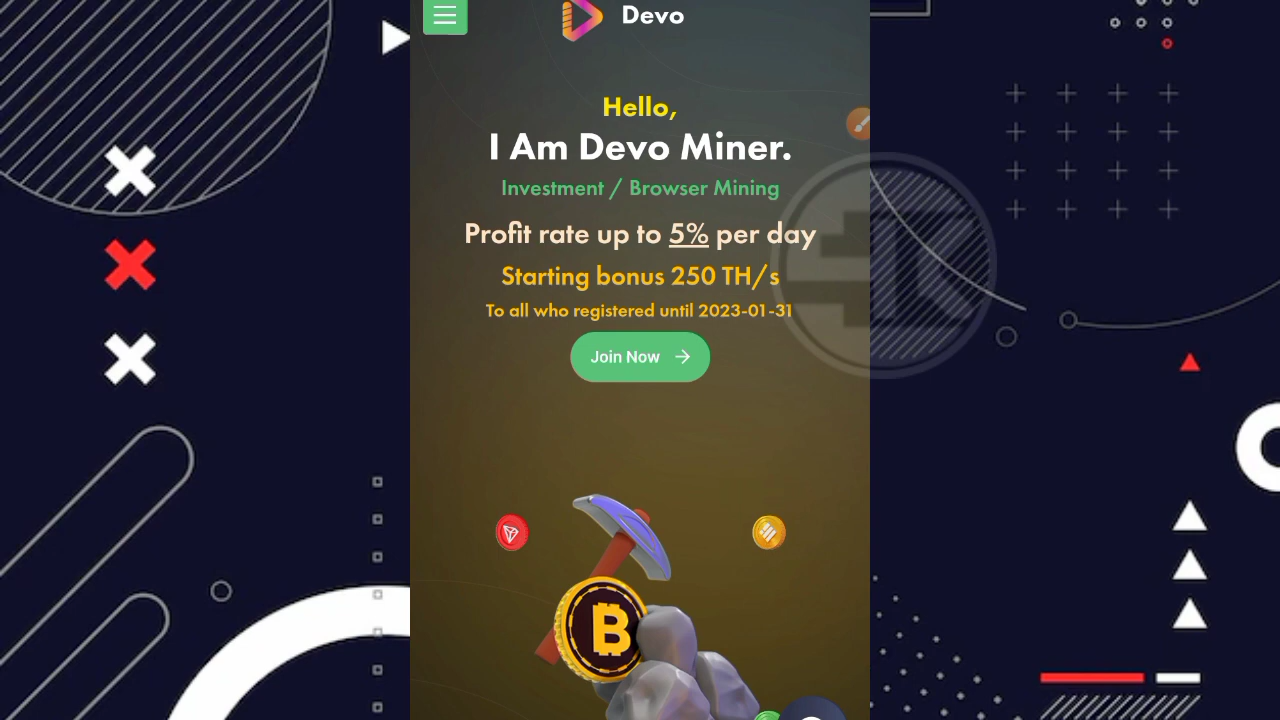 Devo
Hello,
I Am Devo Miner.
Investment / Browser Mining
Profit rate up to 5% per day
Starting bonus 250 TH/s
To all who registered until 2023-01-31
Join Now
B